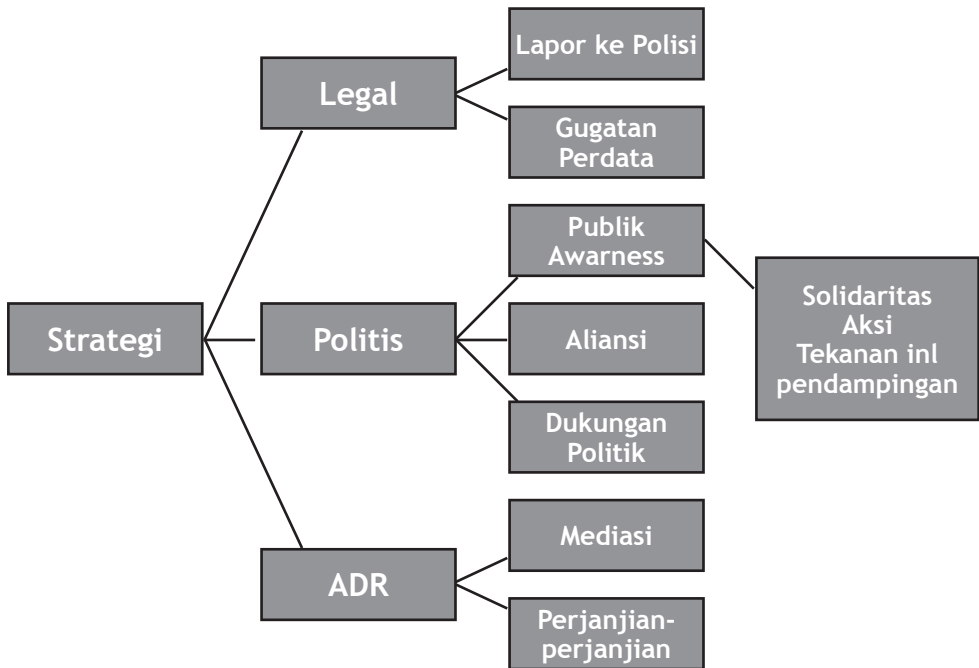 Strategi
Legal
Lapor ke Polisi
Gugatan
Perdata
Politis
Publik
Awarness
Solidaritas
Aksi
Tekanan inl
pendampingan
Aliansi
Dukungan
Politik
ADR
Mediasi
Perjanjian-
perjanjian